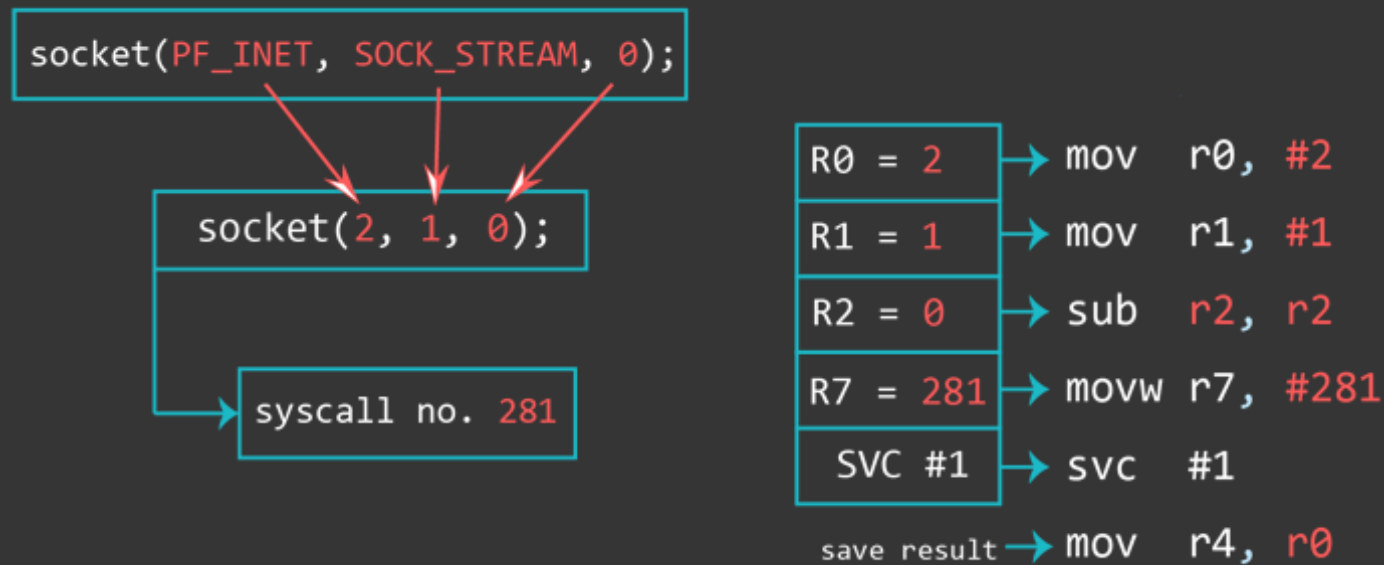 socket(PF_INET, SOCK_STREAM, 0);
socket(2, 1, 0);
syscall no. 281
R0 = 2 mov r0, #2
R1 = 1 mov r1, #1
R2 = 0 sub r2, r2
R7 = 281 movw r7, #281
SVC #1 svc #1
save result mov r4, r0